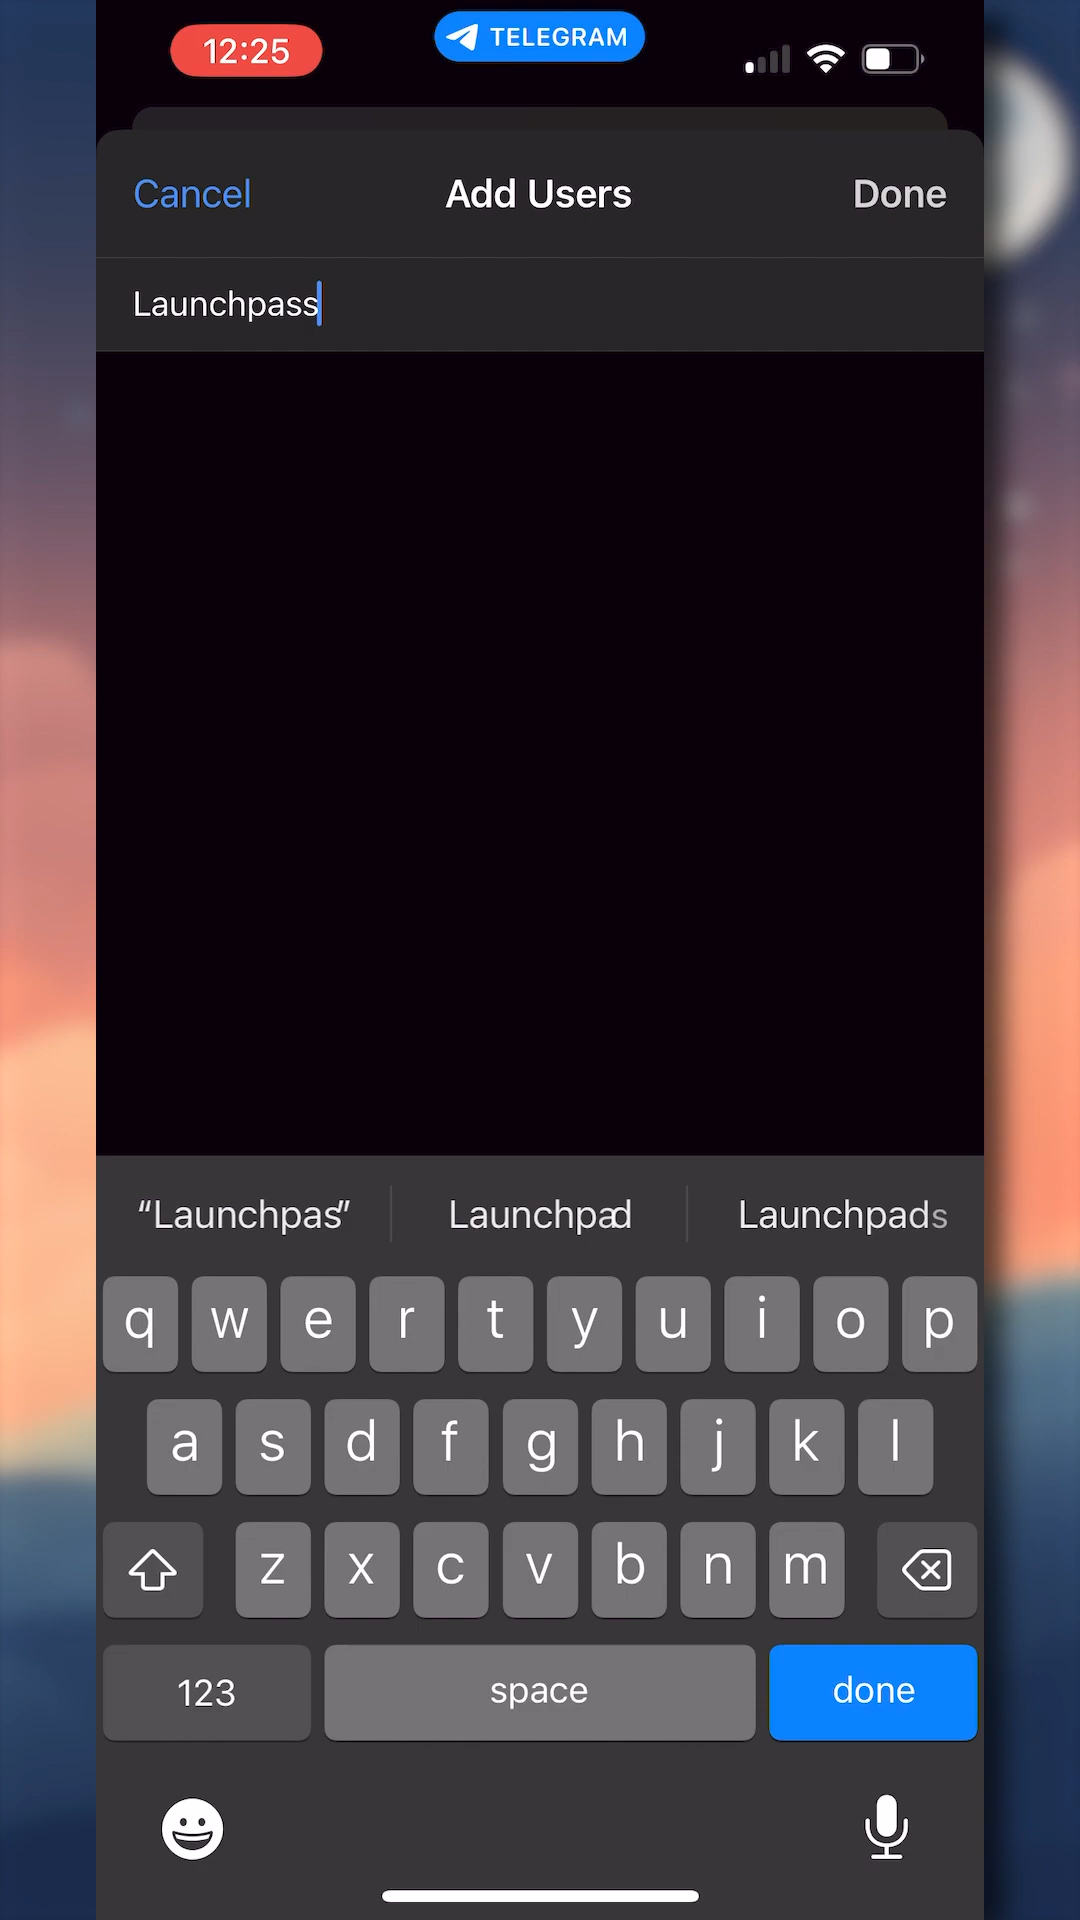 12:25
TELEGRAM
Cancel
Add Users
Done
Launchpass
“Launchpas”
Launchpad
Launchpads
q w e r t y u i o p
a s d f g h j k l
z x c v b n m
123
space
done